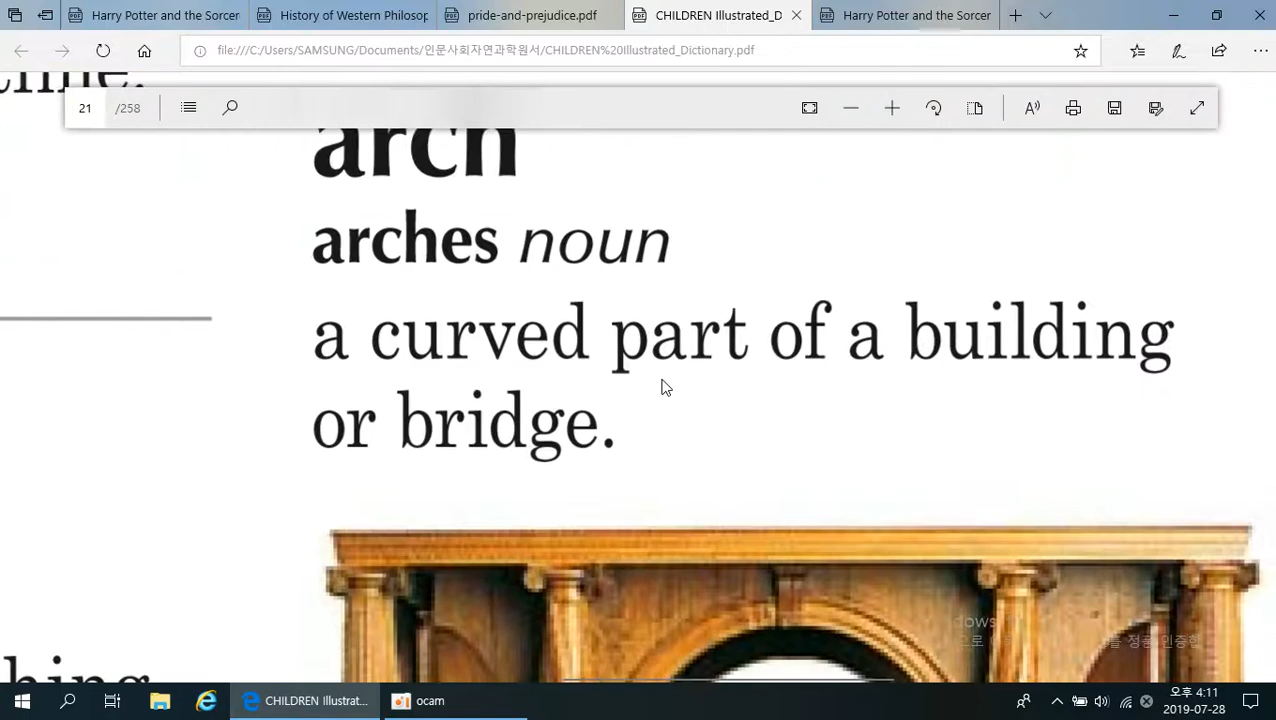 Harry Potter and the Sorcer
History of Western Philosop
pride-and-prejudice.pdf
CHILDREN Illustrated_D
Harry Potter and the Sorcer
file:///C:/Users/SAMSUNG/Documents/인문사회자연과학원서/CHILDREN%20Illustrated_Dictionary.pdf
21 /258
arch
arches noun
a curved part of a building
or bridge.
CHILDREN Illustrat...
ocam
오후 4:11
2019-07-28